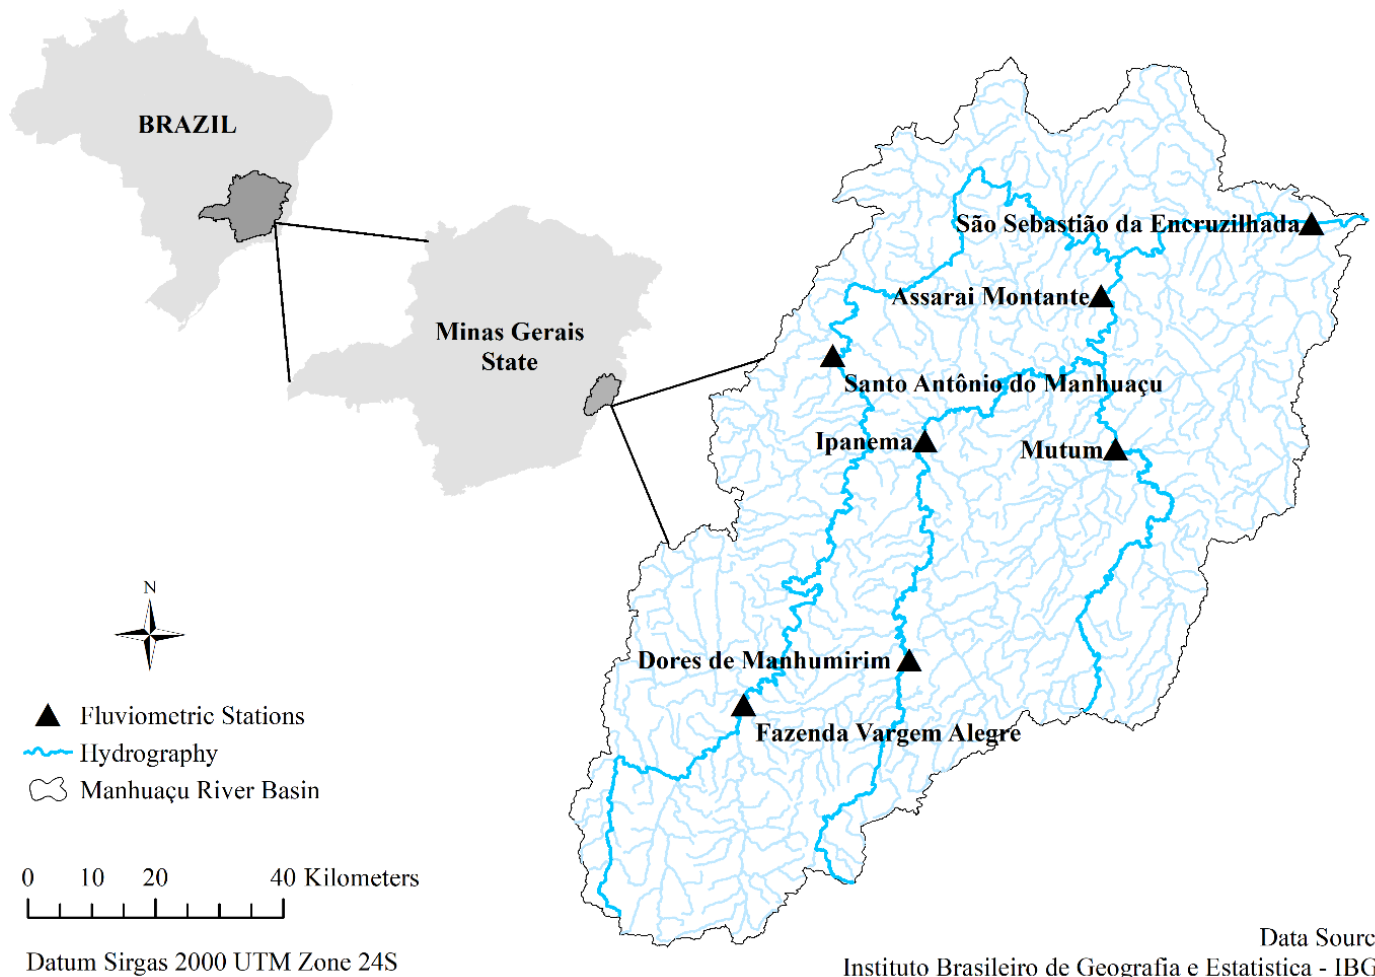 BRAZIL
Minas Gerais
State
São Sebastião da Encruzilhada
Assarai Montante
Santo Antônio do Manhuaçu
Ipanema
Mutum
Dores de Manhumirim
Fazenda Vargem Alegre
N
Fluviometric Stations
Hydrography
Manhuaçu River Basin
0 10 20 40 Kilometers
Datum Sirgas 2000 UTM Zone 24S
Data Sourc
Instituto Brasileiro de Geografia e Estatistica - IBG